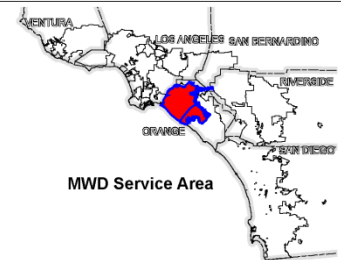 VENTURA
LOS ANGELES
SAN BERNARDINO
RIVERSIDE
ORANGE
SAN DIEGO
MWD Service Area